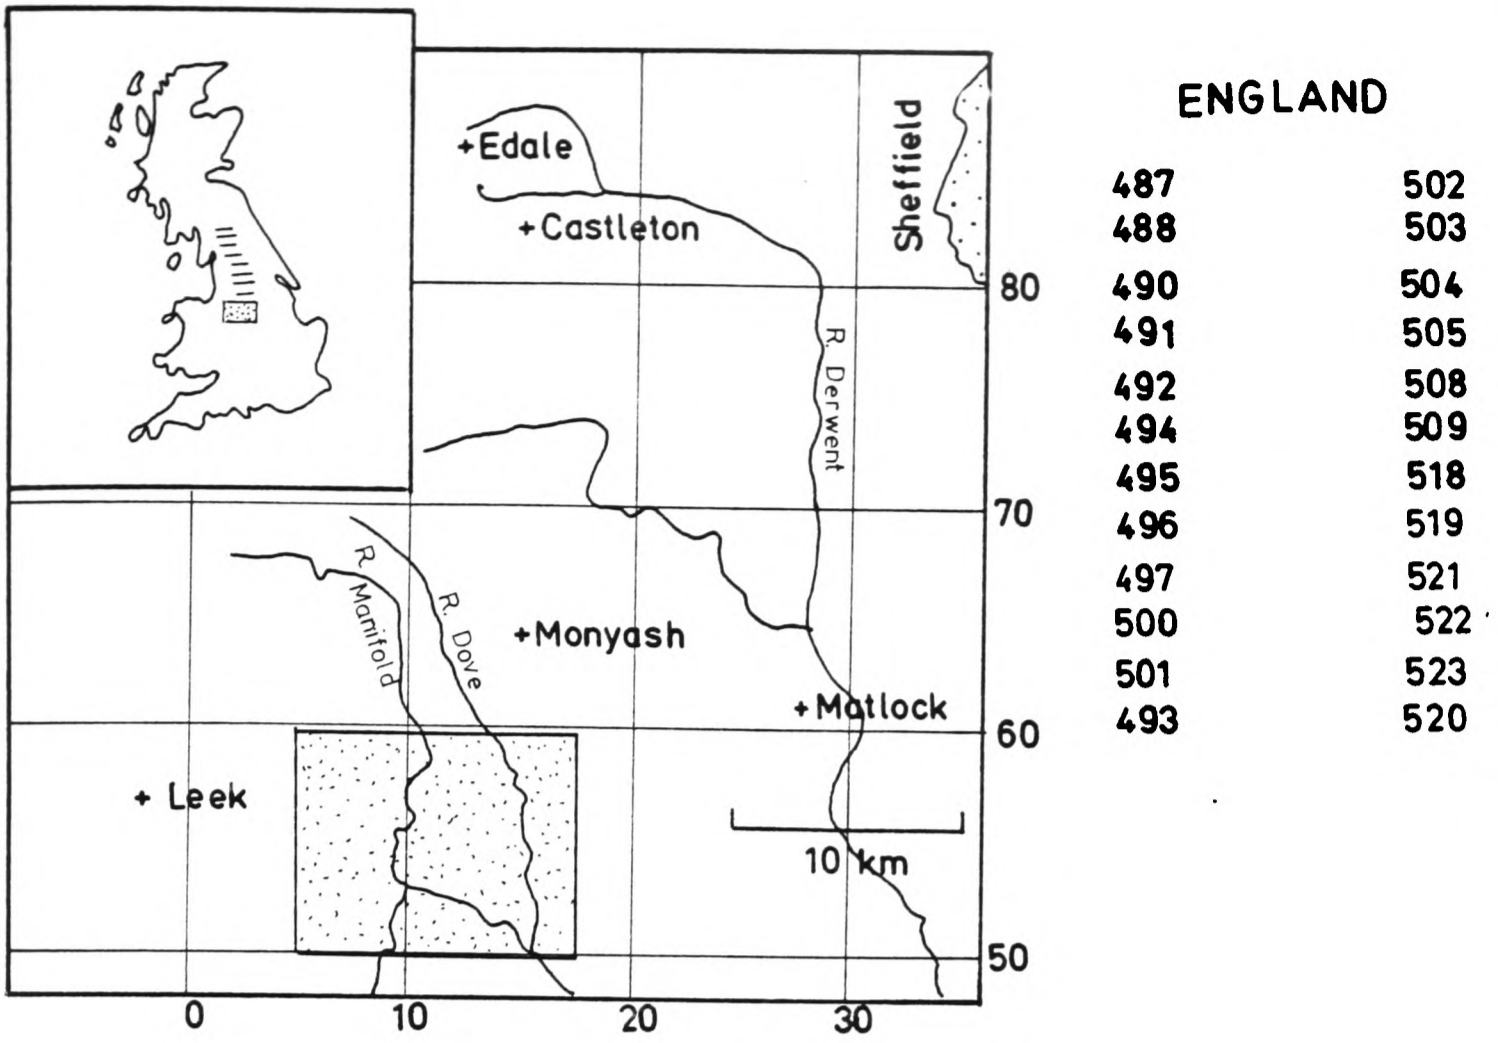 ENGLAND
+Edale
Sheffield
+Castleton
80
R. Derwent
70
R. Manifold
R. Dove
+Monyash
+Matlock
60
+ Leek
10 km
50
0 10 20 30
487 502
488 503
490 504
491 505
492 508
494 509
495 518
496 519
497 521
500 522
501 523
493 520